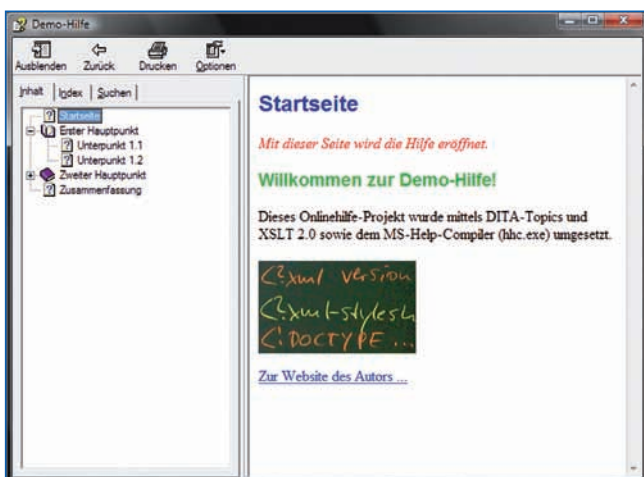 Demo-Hilfe
Ausblenden Zurück Drucken Optionen
Inhalt Index Suchen
Startseite
Erster Hauptpunkt
Unterpunkt 1.1
Unterpunkt 1.2
Zweiter Hauptpunkt
Zusammenfassung
Startseite
Mit dieser Seite wird die Hilfe eröffnet.
Willkommen zur Demo-Hilfe!
Dieses Onlinehilfe-Projekt wurde mittels DITA-Topics und
XSLT 2.0 sowie dem MS-Help-Compiler (hhc.exe) umgesetzt.
<?xml version
<?xml-stylesh
<!DOCTYPE ...
Zur Website des Autors ...